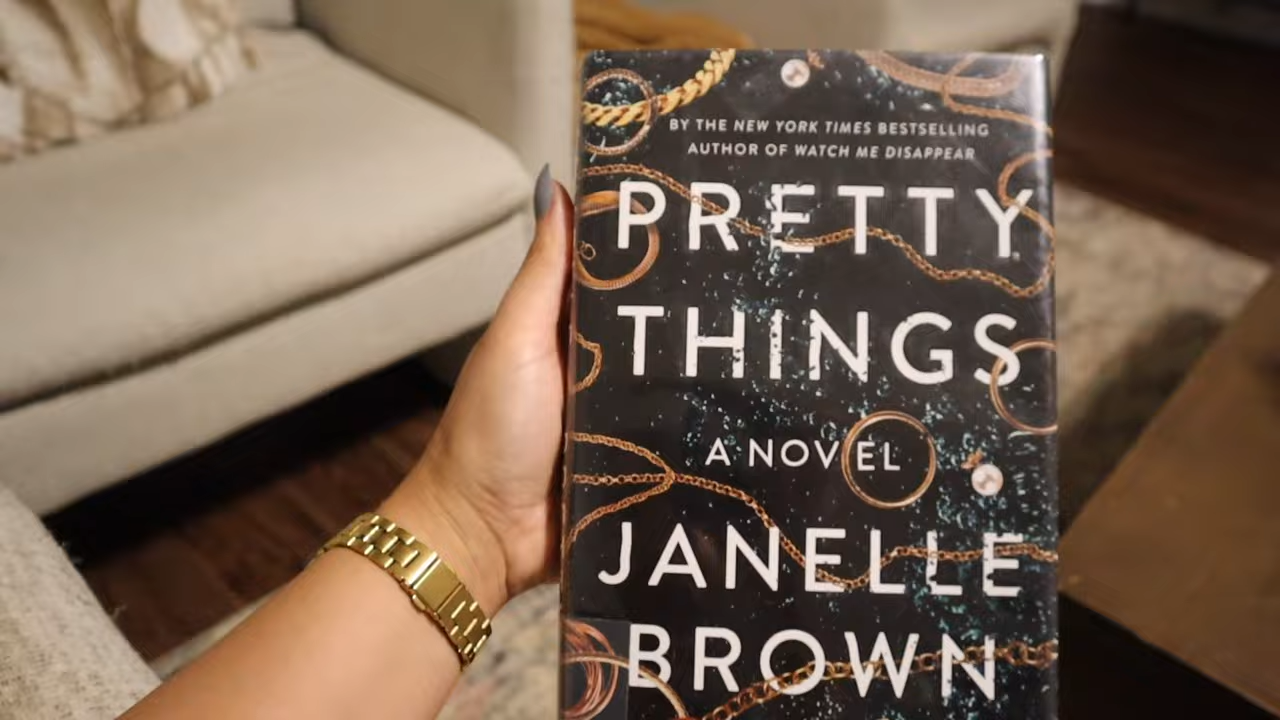 BY THE NEW YORK TIMES BESTSELLING
AUTHOR OF WATCH ME DISAPPEAR
PRETTY
THINGS
A NOVEL
JANELLE
BROWN